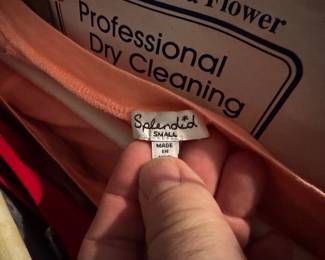 Flower
Professional
Dry Cleaning
Splendid
SMALL
MADE
IN